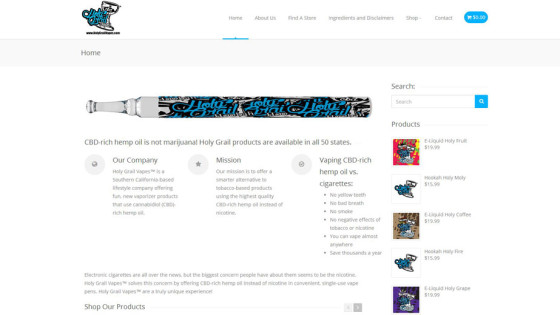 Holy Grail
www.HolyGrailVapes.com
Home
About Us
Find A Store
Ingredients and Disclaimers
Shop
Contact
$0.00
Home
Holy Grail Holy Grail Holy
CBD-rich hemp oil is not marijuana! Holy Grail products are available in all 50 states.
Our Company
Holy Grail Vapes™ is a
Southern California-based
lifestyle company offering
fun, new vaporizer products
that use cannabidiol (CBD)-
rich hemp oil.
Mission
Our mission is to offer a
smarter alternative to
tobacco-based products
using the highest quality
CBD-rich hemp oil instead of
nicotine.
Vaping CBD-rich
hemp oil vs.
cigarettes:
No yellow teeth
No bad breath
No smoke
No negative effects of
tobacco or nicotine
You can vape almost
anywhere
Save thousands a year
Electronic cigarettes are all over the news, but the biggest concern people have about them seems to be the nicotine.
Holy Grail Vapes™ solves this concern by offering CBD-rich hemp oil instead of nicotine in convenient, single-use vape
pens. Holy Grail Vapes™ are a truly unique experience!
Shop Our Products
Search:
Search
Products
E-Liquid Holy Fruit
$19.99
Hookah Holy Moly
$15.99
E-Liquid Holy Coffee
$19.99
Hookah Holy Fire
$15.99
E-Liquid Holy Grape
$19.99